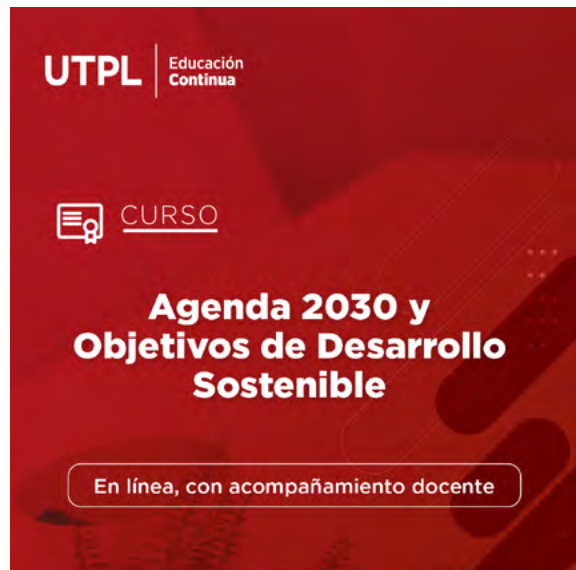 UTPL
Educación
Continua
CURSO
Agenda 2030 y
Objetivos de Desarrollo
Sostenible
En línea, con acompañamiento docente